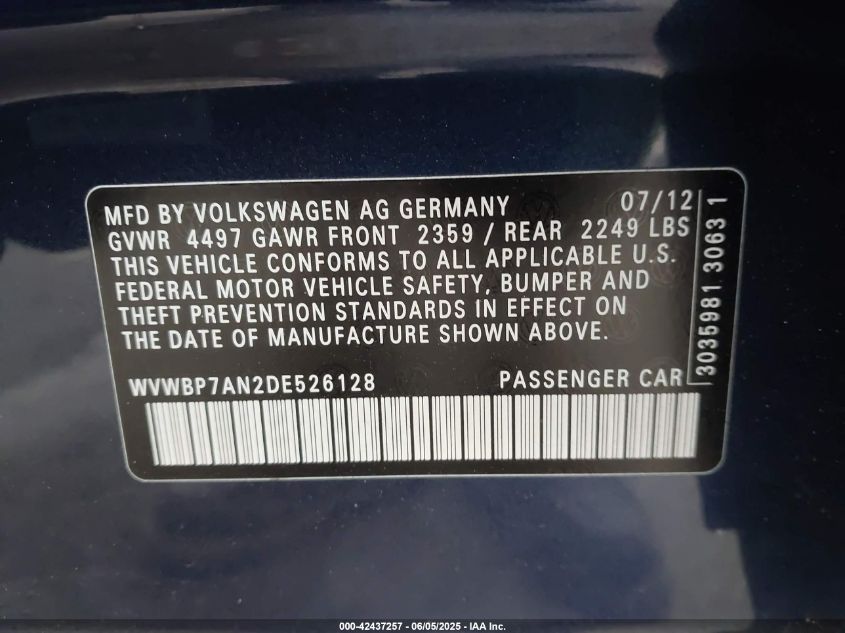 MFD BY VOLKSWAGEN AG GERMANY 07/12
GVWR 4497 GAWR FRONT 2359 / REAR 2249 LBS
THIS VEHICLE CONFORMS TO ALL APPLICABLE U.S.
FEDERAL MOTOR VEHICLE SAFETY, BUMPER AND
THEFT PREVENTION STANDARDS IN EFFECT ON
THE DATE OF MANUFACTURE SHOWN ABOVE.
WVWBP7AN2DE526128 PASSENGER CAR
3035981 3063 1
000-42437257 - 06/05/2025 - IAA Inc.